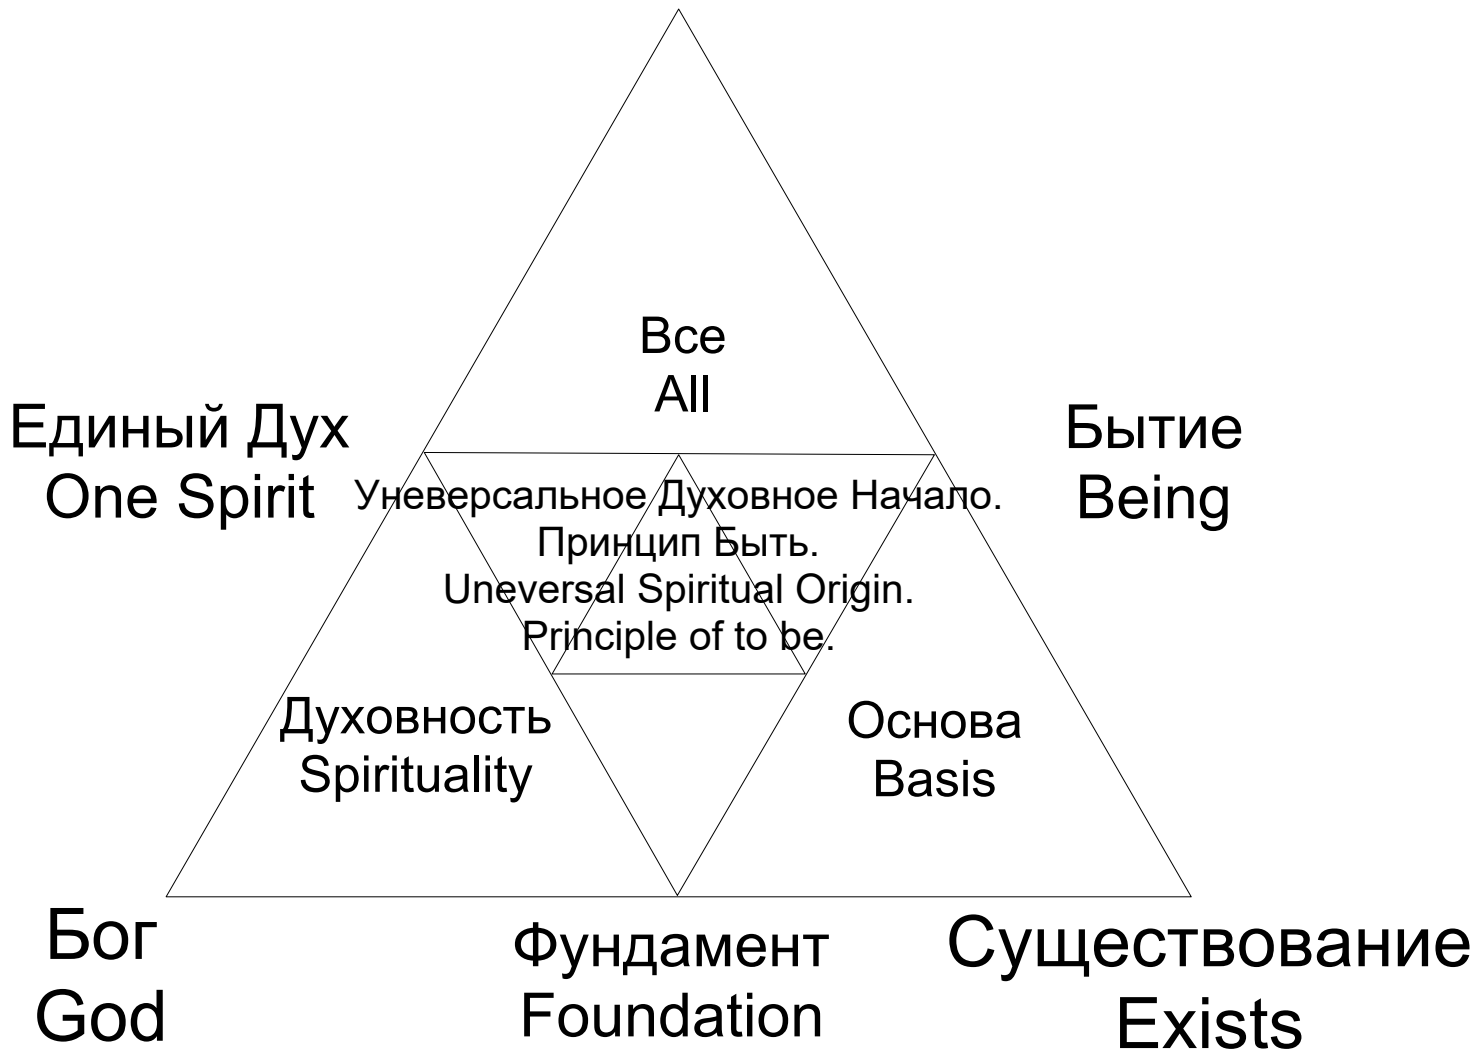 Все
All
Единый Дух
One Spirit
Бытие
Being
Уневерсальное Духовное Начало.
Принцип Быть.
Uneversal Spiritual Origin.
Principle of to be.
Духовность
Spirituality
Основа
Basis
Бог
God
Фундамент
Foundation
Существование
Exists